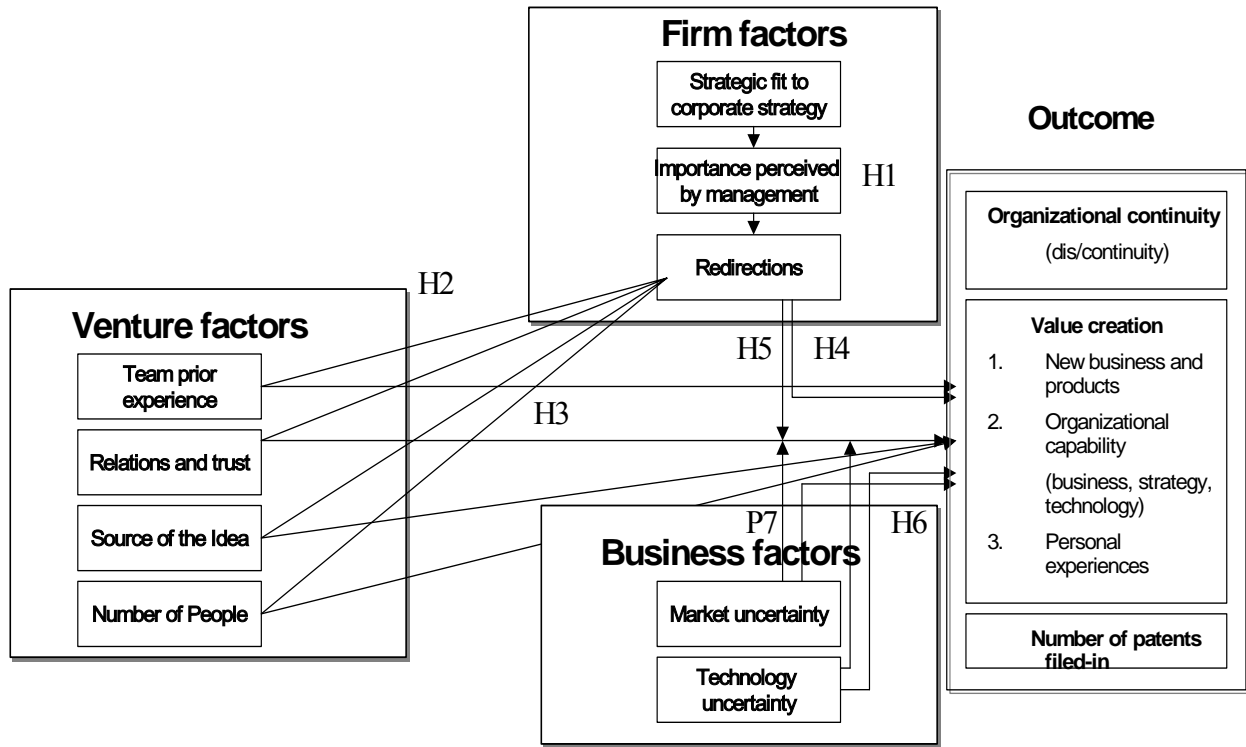 Firm factors
Strategic fit to
corporate strategy
Importance perceived
by management
H1
Redirections
Outcome
Organizational continuity
(dis/continuity)
Value creation
1. New business and
products
2. Organizational
capability
(business, strategy,
technology)
3. Personal
experiences
Number of patents
filed-in
H2
Venture factors
Team prior
experience
Relations and trust
Source of the Idea
Number of People
H3
H5
H4
P7
H6
Business factors
Market uncertainty
Technology
uncertainty